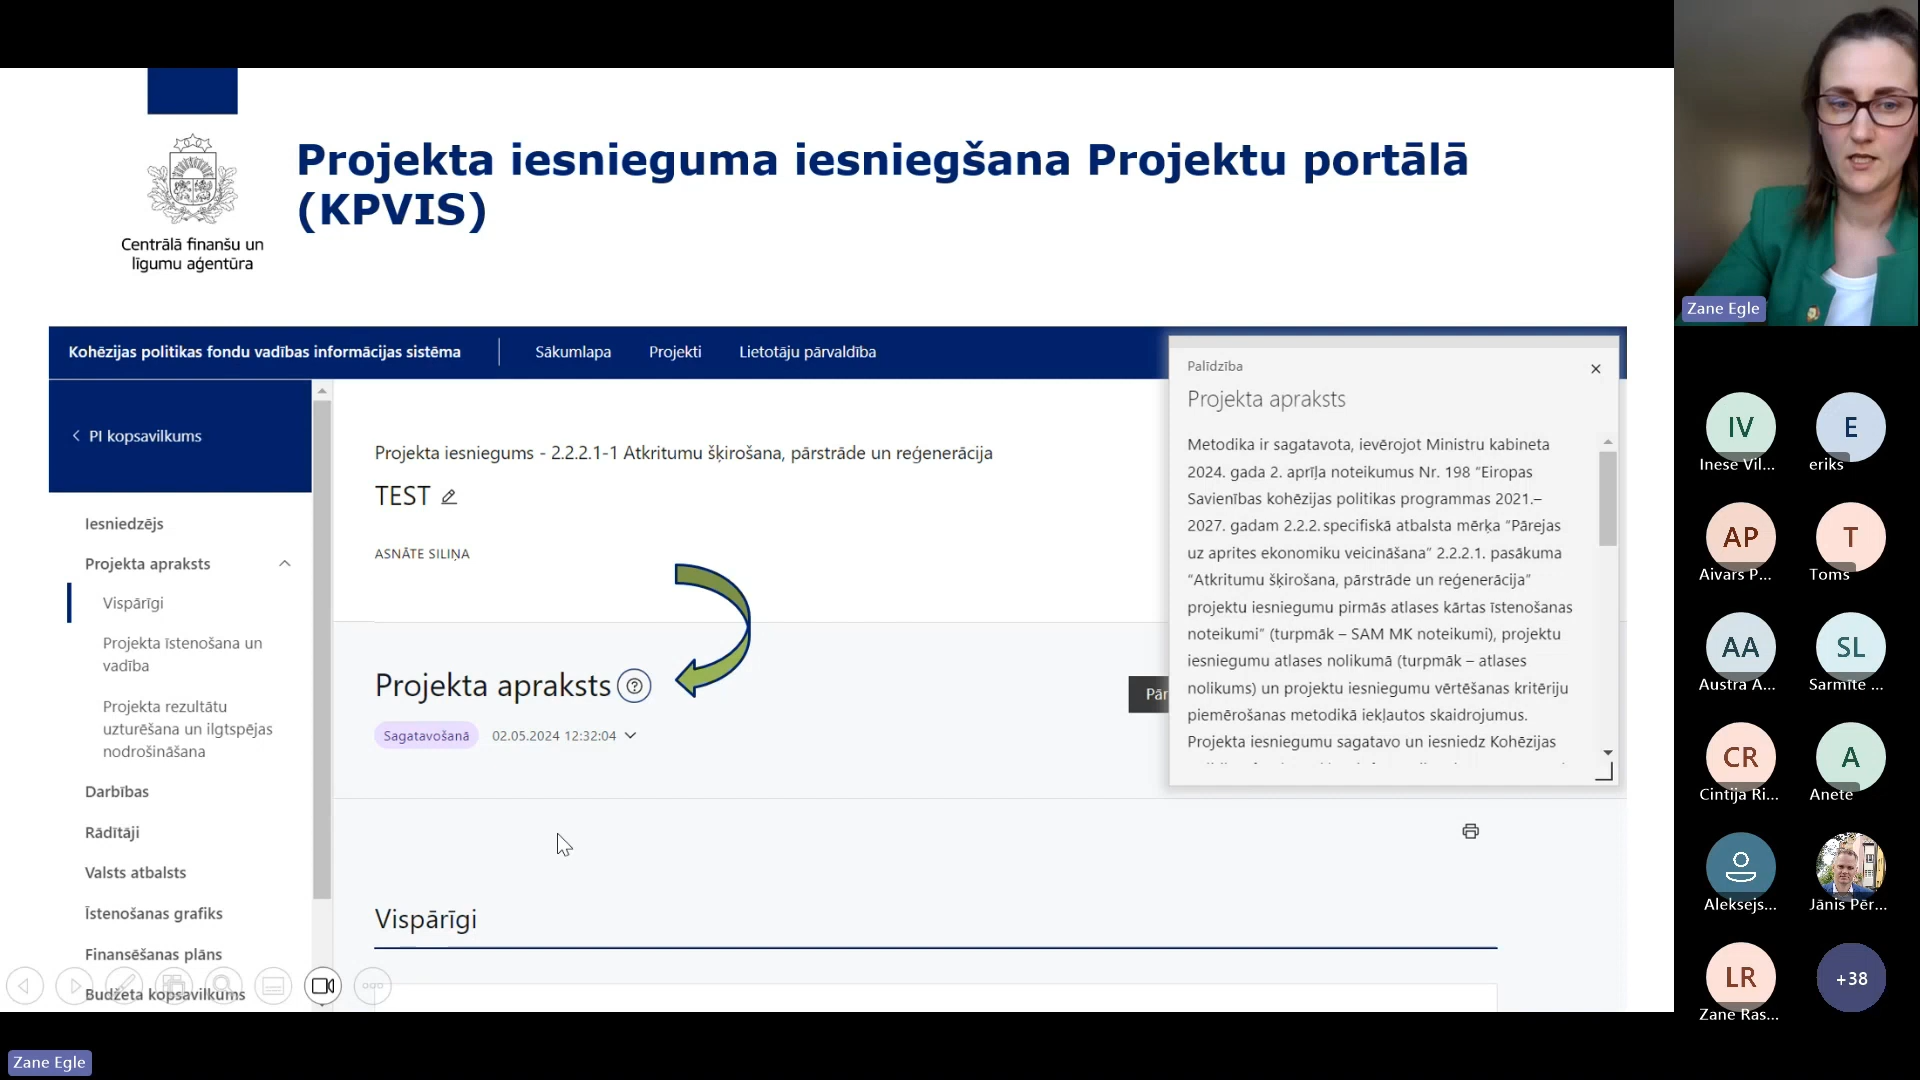 Projekta iesnieguma iesniegšana Projektu portālā
(KPVIS)
Centrālā finanšu un
līgumu aģentūra
Kohēzijas politikas fondu vadības informācijas sistēma
Sākumlapa
Projekti
Lietotāju pārvaldība
PI kopsavilkums
Iesniedzējs
Projekta apraksts
Vispārīgi
Projekta īstenošana un
vadība
Projekta rezultātu
uzturēšana un ilgtspējas
nodrošināšana
Darbības
Rādītāji
Valsts atbalsts
Īstenošanas grafiks
Finansēšanas plāns
Budžeta kopsavilkums
Projekta iesniegums - 2.2.2.1-1 Atkritumu šķirošana, pārstrāde un reģenerācija
TEST
ASNĀTE SILIŅA
Projekta apraksts
Sagatavošanā
02.05.2024 12:32:04
Pār
Vispārīgi
Palīdzība
Projekta apraksts
Metodika ir sagatavota, ievērojot Ministru kabineta
2024. gada 2. aprīļa noteikumus Nr. 198 “Eiropas
Savienības kohēzijas politikas programmas 2021.–
2027. gadam 2.2.2. specifiskā atbalsta mērķa “Pārejas
uz aprites ekonomiku veicināšana” 2.2.2.1. pasākuma
“Atkritumu šķirošana, pārstrāde un reģenerācija”
projektu iesniegumu pirmās atlases kārtas īstenošanas
noteikumi” (turpmāk – SAM MK noteikumi), projektu
iesniegumu atlases nolikumā (turpmāk – atlases
nolikums) un projektu iesniegumu vērtēšanas kritēriju
piemērošanas metodikā iekļautos skaidrojumus.
Projekta iesniegumu sagatavo un iesniedz Kohēzijas
Zane Egle
IV
Inese Vil...
E
eriks
AP
Aivars P...
T
Toms
AA
Austra A...
SL
Sarmīte ...
CR
Cintija Ri...
A
Anete
Aleksejs...
Jānis Pēr...
LR
Zane Ras...
+38
Zane Egle